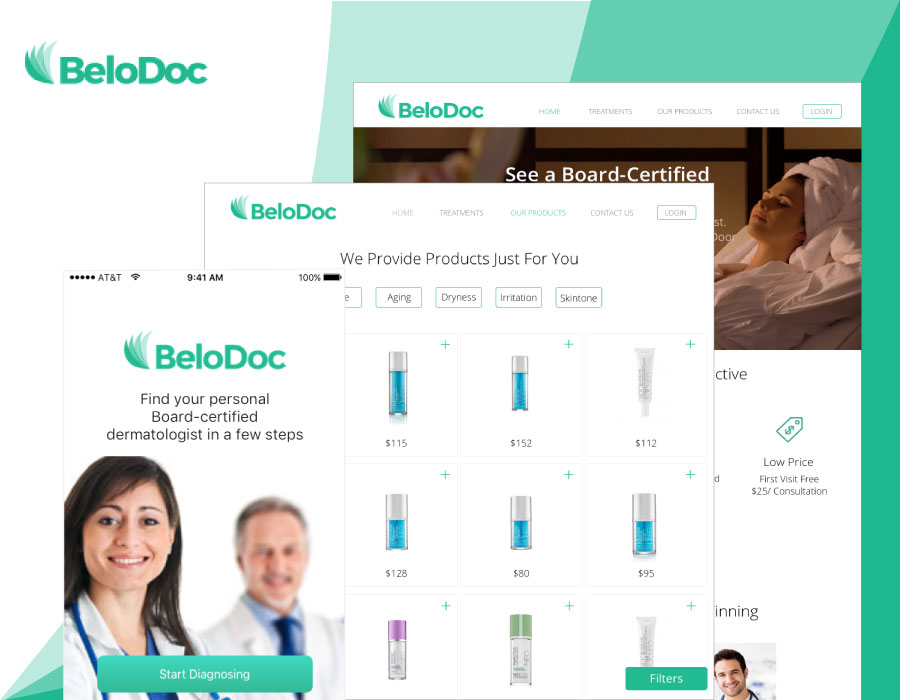 BeloDoc
BeloDoc
HOME
TREATMENTS
OUR PRODUCTS
CONTACT US
LOGIN
See a Board-Certified
st.
Door
ctive
Low Price
First Visit Free
$25/ Consultation
d
inning
BeloDoc
HOME
TREATMENTS
OUR PRODUCTS
CONTACT US
LOGIN
We Provide Products Just For You
e
Aging
Dryness
Irritation
Skintone
$115
$152
$112
$128
$80
$95
Filters
AT&T
9:41 AM
100%
BeloDoc
Find your personal
Board-certified
dermatologist in a few steps
Start Diagnosing